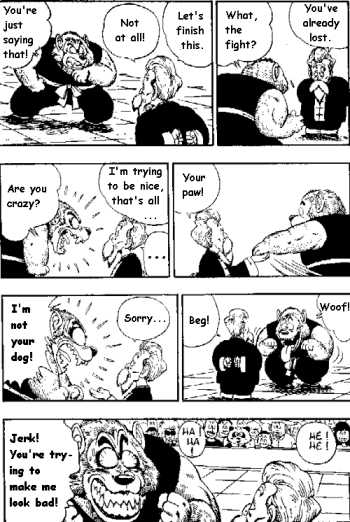 You're
just
saying
that!
Not
at all!
Let's
finish
this.
What,
the
fight?
You've
already
lost.
Are you
crazy?
I'm trying
to be nice,
that's all
...
...
Your
paw!
I'm
not
your
dog!
Sorry...
Beg!
Woof!
Jerk!
You're try-
ing to
make me
look bad!
HA
HA
!
HE!
HE!